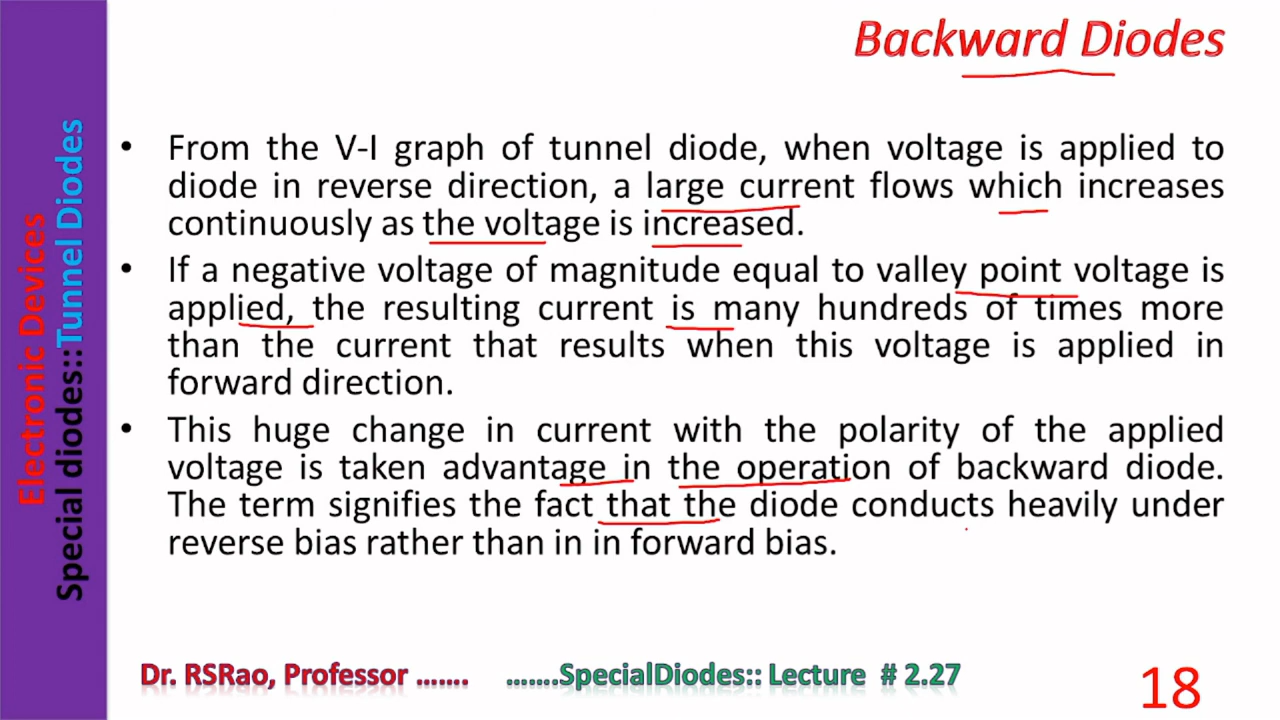 Backward Diodes
Electronic Devices
Special diodes::Tunnel Diodes
• From the V-I graph of tunnel diode, when voltage is applied to
diode in reverse direction, a large current flows which increases
continuously as the voltage is increased.
• If a negative voltage of magnitude equal to valley point voltage is
applied, the resulting current is many hundreds of times more
than the current that results when this voltage is applied in
forward direction.
• This huge change in current with the polarity of the applied
voltage is taken advantage in the operation of backward diode.
The term signifies the fact that the diode conducts heavily under
reverse bias rather than in in forward bias.
Dr. RSRao, Professor ....... .......SpecialDiodes:: Lecture # 2.27
18